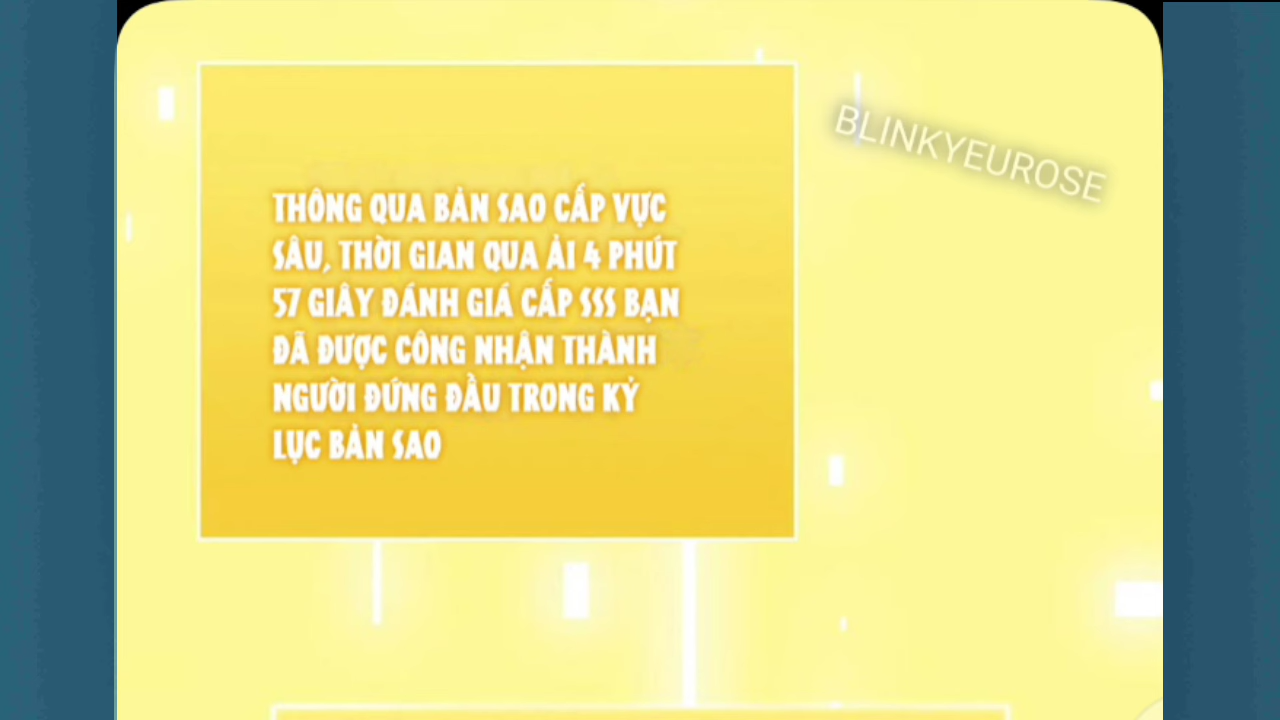 THÔNG QUA BẢN SAO CẤP VỰC
SÂU, THỜI GIAN QUA ẢI 4 PHÚT
57 GIÂY ĐÁNH GIÁ CẤP SSS BẠN
ĐÃ ĐƯỢC CÔNG NHẬN THÀNH
NGƯỜI ĐỨNG ĐẦU TRONG KỶ
LỤC BẢN SAO
BLINKYEUROSE